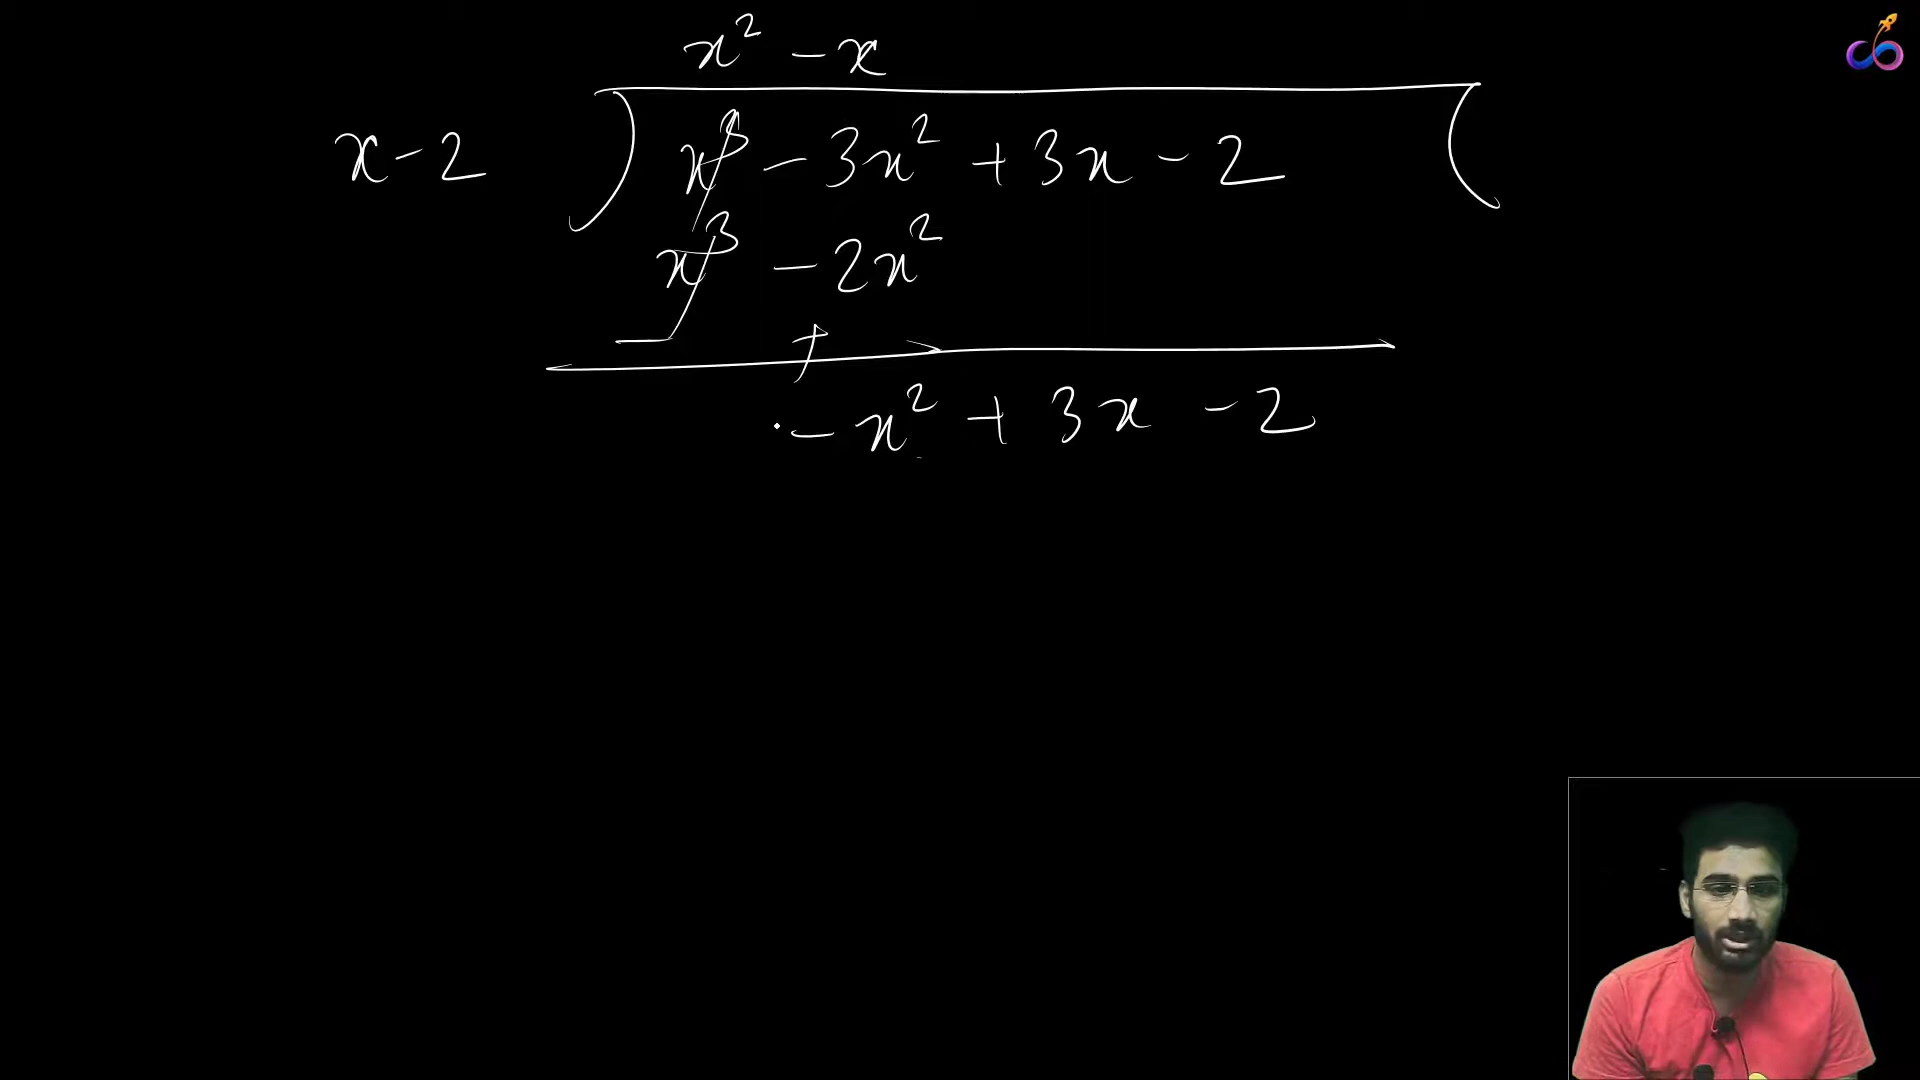 x² - x
x - 2 ) x³ - 3x² + 3x - 2 (
x³ - 2x²
- +
- x² + 3x - 2